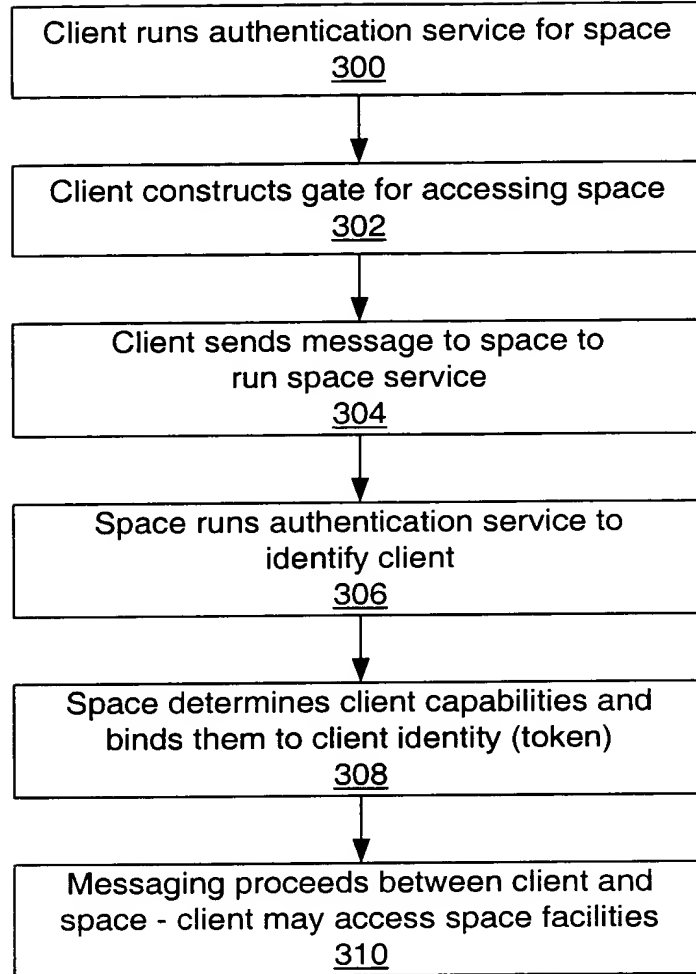 Client runs authentication service for space
300
Client constructs gate for accessing space
302
Client sends message to space to
run space service
304
Space runs authentication service to
identify client
306
Space determines client capabilities and
binds them to client identity (token)
308
Messaging proceeds between client and
space - client may access space facilities
310